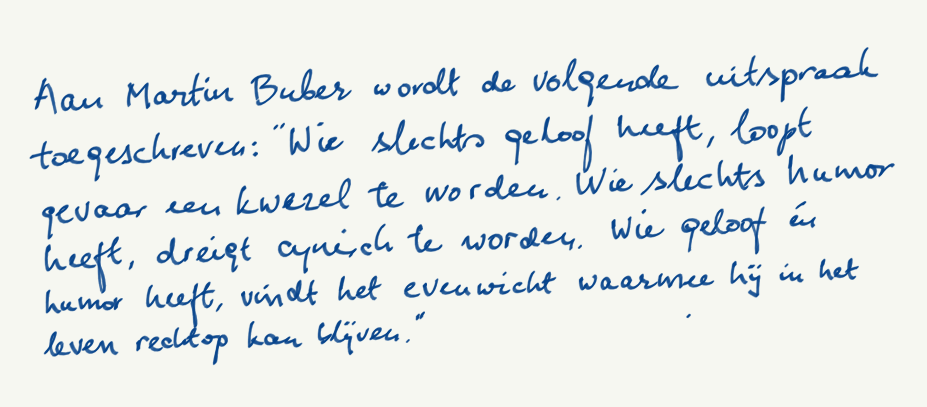 Aan Martin Buber wordt de volgende uitspraak
toegeschreven: "Wie slechts geloof heeft, loopt
gevaar een kwezel te worden. Wie slechts humor
heeft, dreigt cynisch te worden. Wie geloof én
humor heeft, vindt het evenwicht waarmee hij in het
leven rechtop kan blijven."